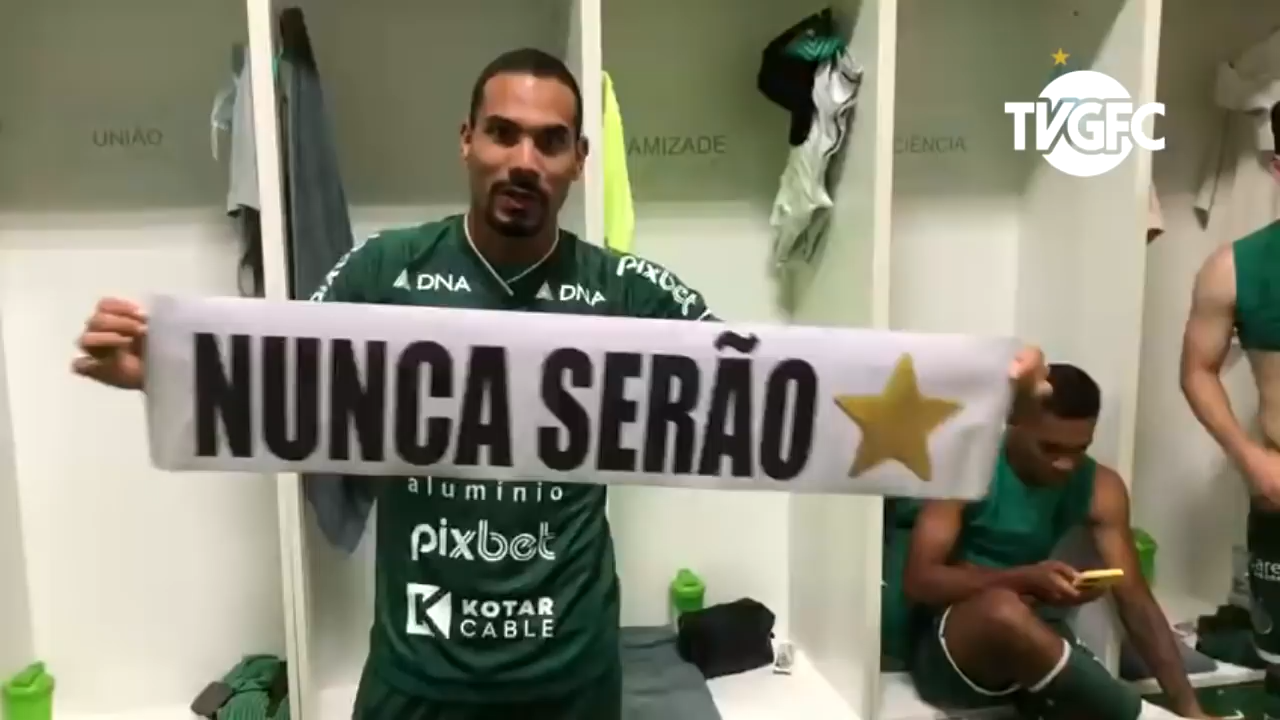 TVGFC
UNIÃO
AMIZADE
CIÊNCIA
DNA
DNA
pixbet
NUNCA SERÃO
alumínio
pixbet
KOTAR
CABLE